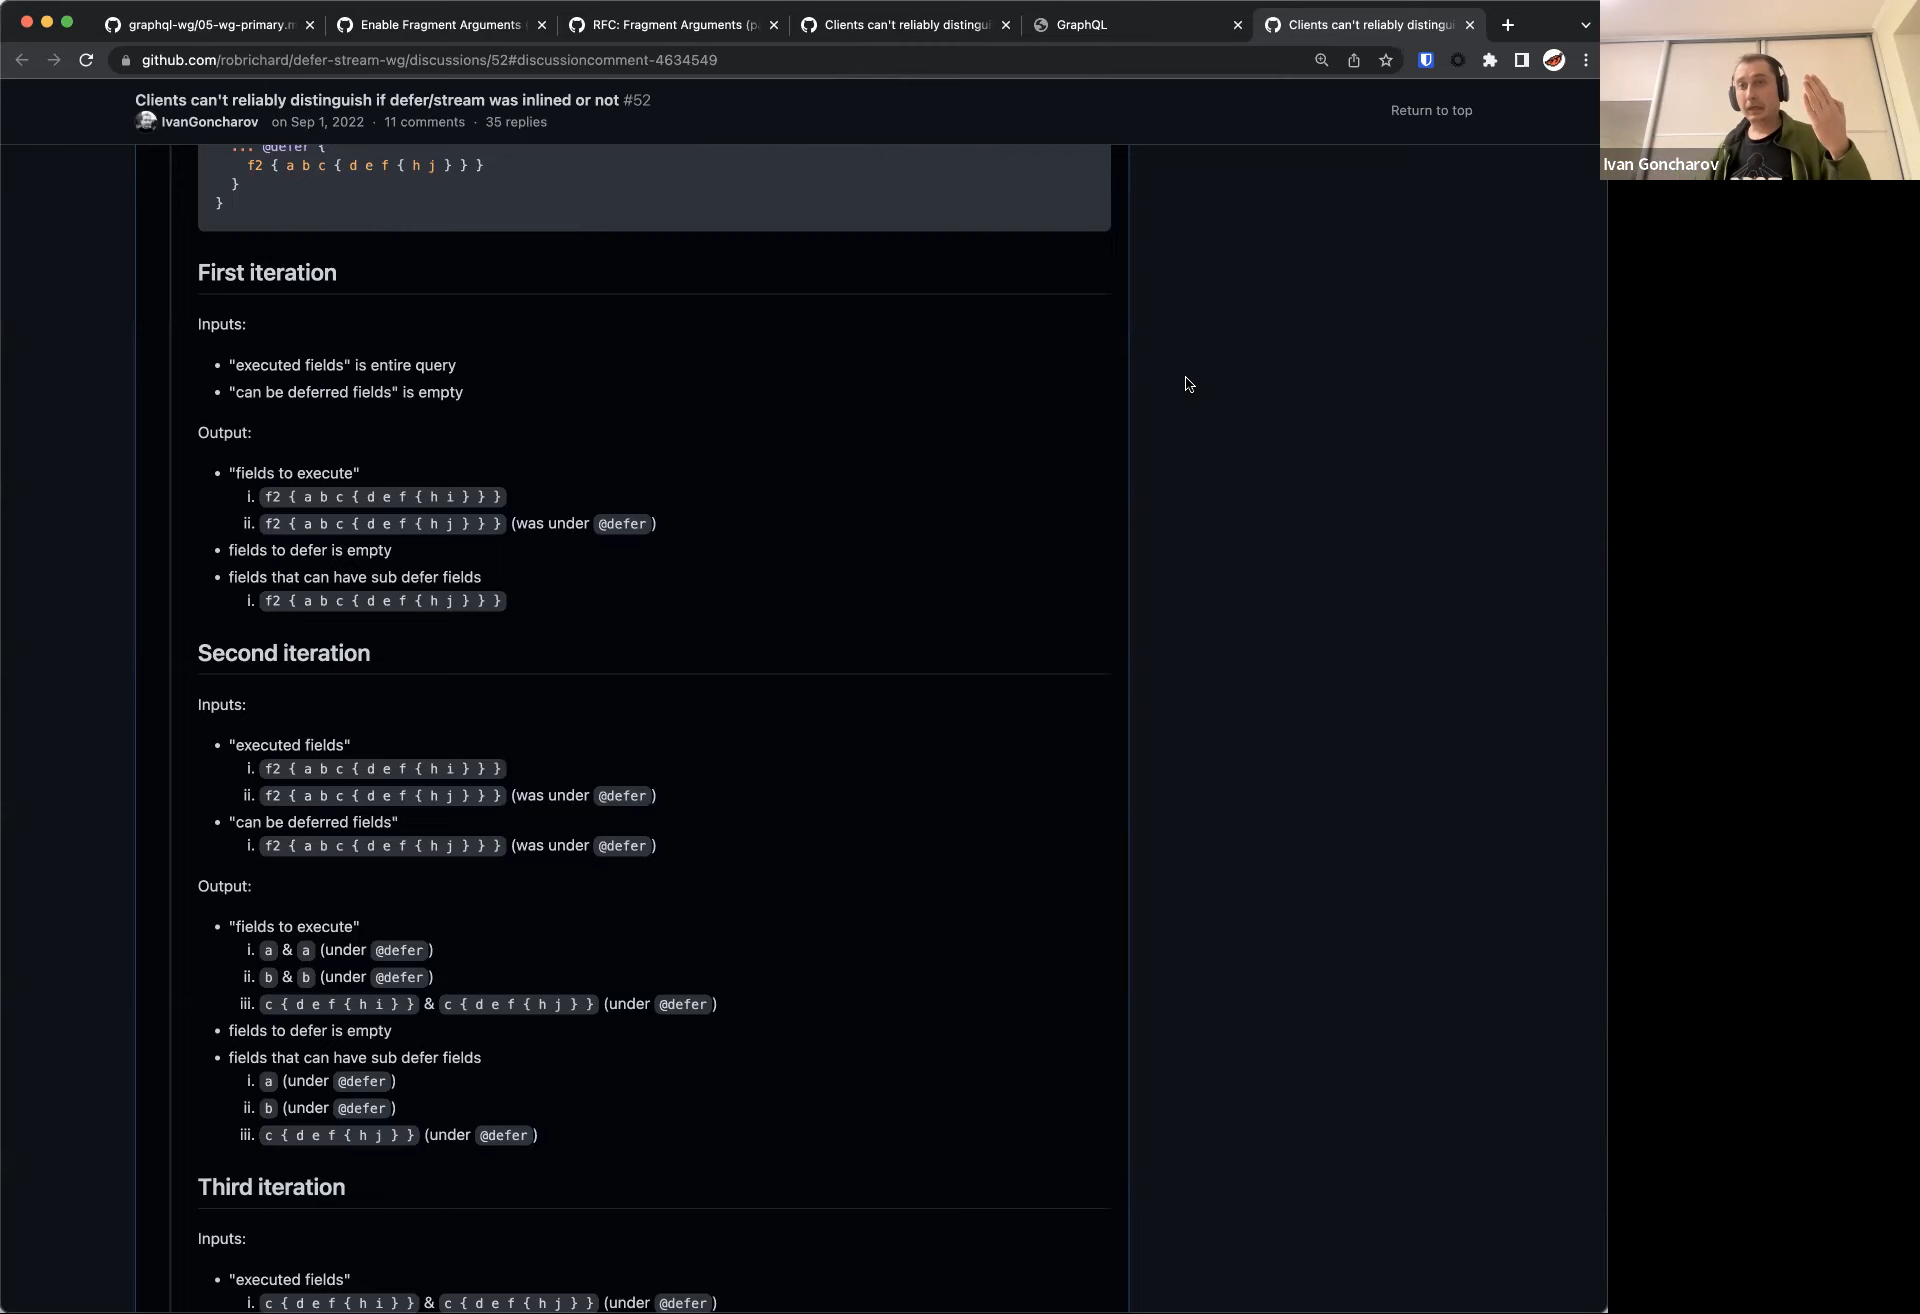 graphql-wg/05-wg-primary.m
Enable Fragment Arguments
RFC: Fragment Arguments (pa
Clients can't reliably distingui
GraphQL
Clients can't reliably distingui
github.com/robrichard/defer-stream-wg/discussions/52#discussioncomment-4634549
Clients can't reliably distinguish if defer/stream was inlined or not #52
IvanGoncharov on Sep 1, 2022 · 11 comments · 35 replies
Return to top
Ivan Goncharov
... @defer {
f2 { a b c { d e f { h j } } }
}
}
First iteration
Inputs:
• "executed fields" is entire query
• "can be deferred fields" is empty
Output:
• "fields to execute"
i. f2 { a b c { d e f { h i } } }
ii. f2 { a b c { d e f { h j } } } (was under @defer)
• fields to defer is empty
• fields that can have sub defer fields
i. f2 { a b c { d e f { h j } } }
Second iteration
Inputs:
• "executed fields"
i. f2 { a b c { d e f { h i } } }
ii. f2 { a b c { d e f { h j } } } (was under @defer)
• "can be deferred fields"
i. f2 { a b c { d e f { h j } } } (was under @defer)
Output:
• "fields to execute"
i. a & a (under @defer)
ii. b & b (under @defer)
iii. c { d e f { h i } } & c { d e f { h j } } (under @defer)
• fields to defer is empty
• fields that can have sub defer fields
i. a (under @defer)
ii. b (under @defer)
iii. c { d e f { h j } } (under @defer)
Third iteration
Inputs:
• "executed fields"
i. c { d e f { h i } } & c { d e f { h j } } (under @defer)